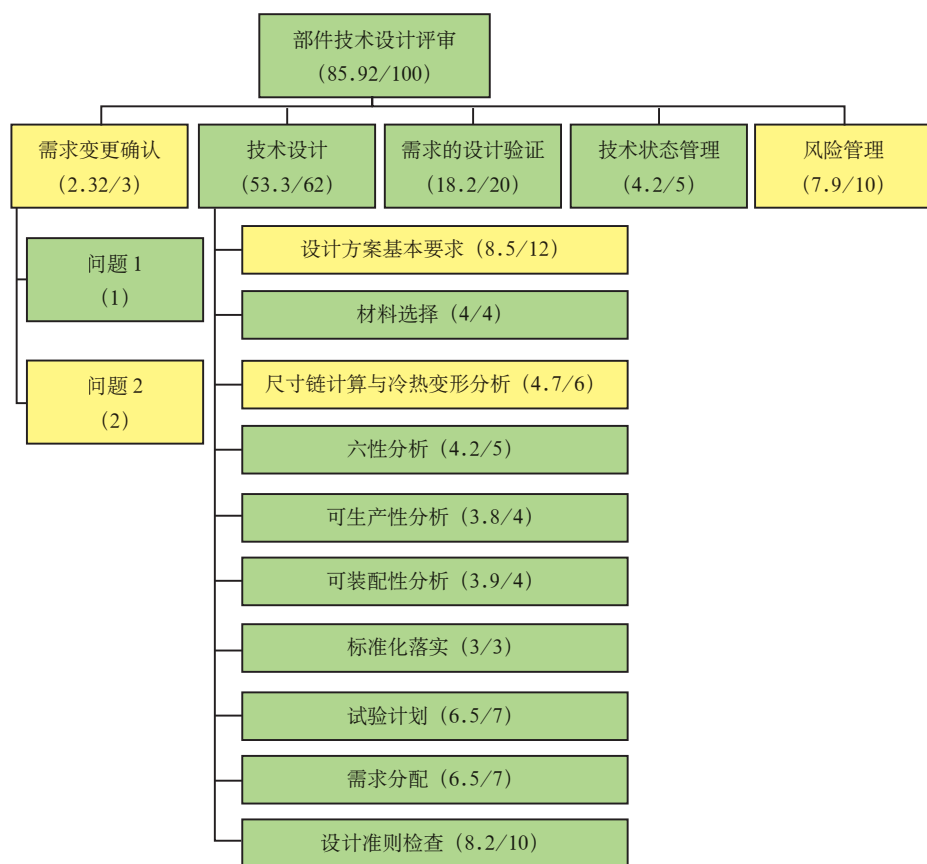 部件技术设计评审
(85.92/100)
需求变更确认
(2.32/3)
技术设计
(53.3/62)
需求的设计验证
(18.2/20)
技术状态管理
(4.2/5)
风险管理
(7.9/10)
问题1
(1)
问题2
(2)
设计方案基本要求（8.5/12）
材料选择（4/4）
尺寸链计算与冷热变形分析（4.7/6）
六性分析（4.2/5）
可生产性分析（3.8/4）
可装配性分析（3.9/4）
标准化落实（3/3）
试验计划（6.5/7）
需求分配（6.5/7）
设计准则检查（8.2/10）